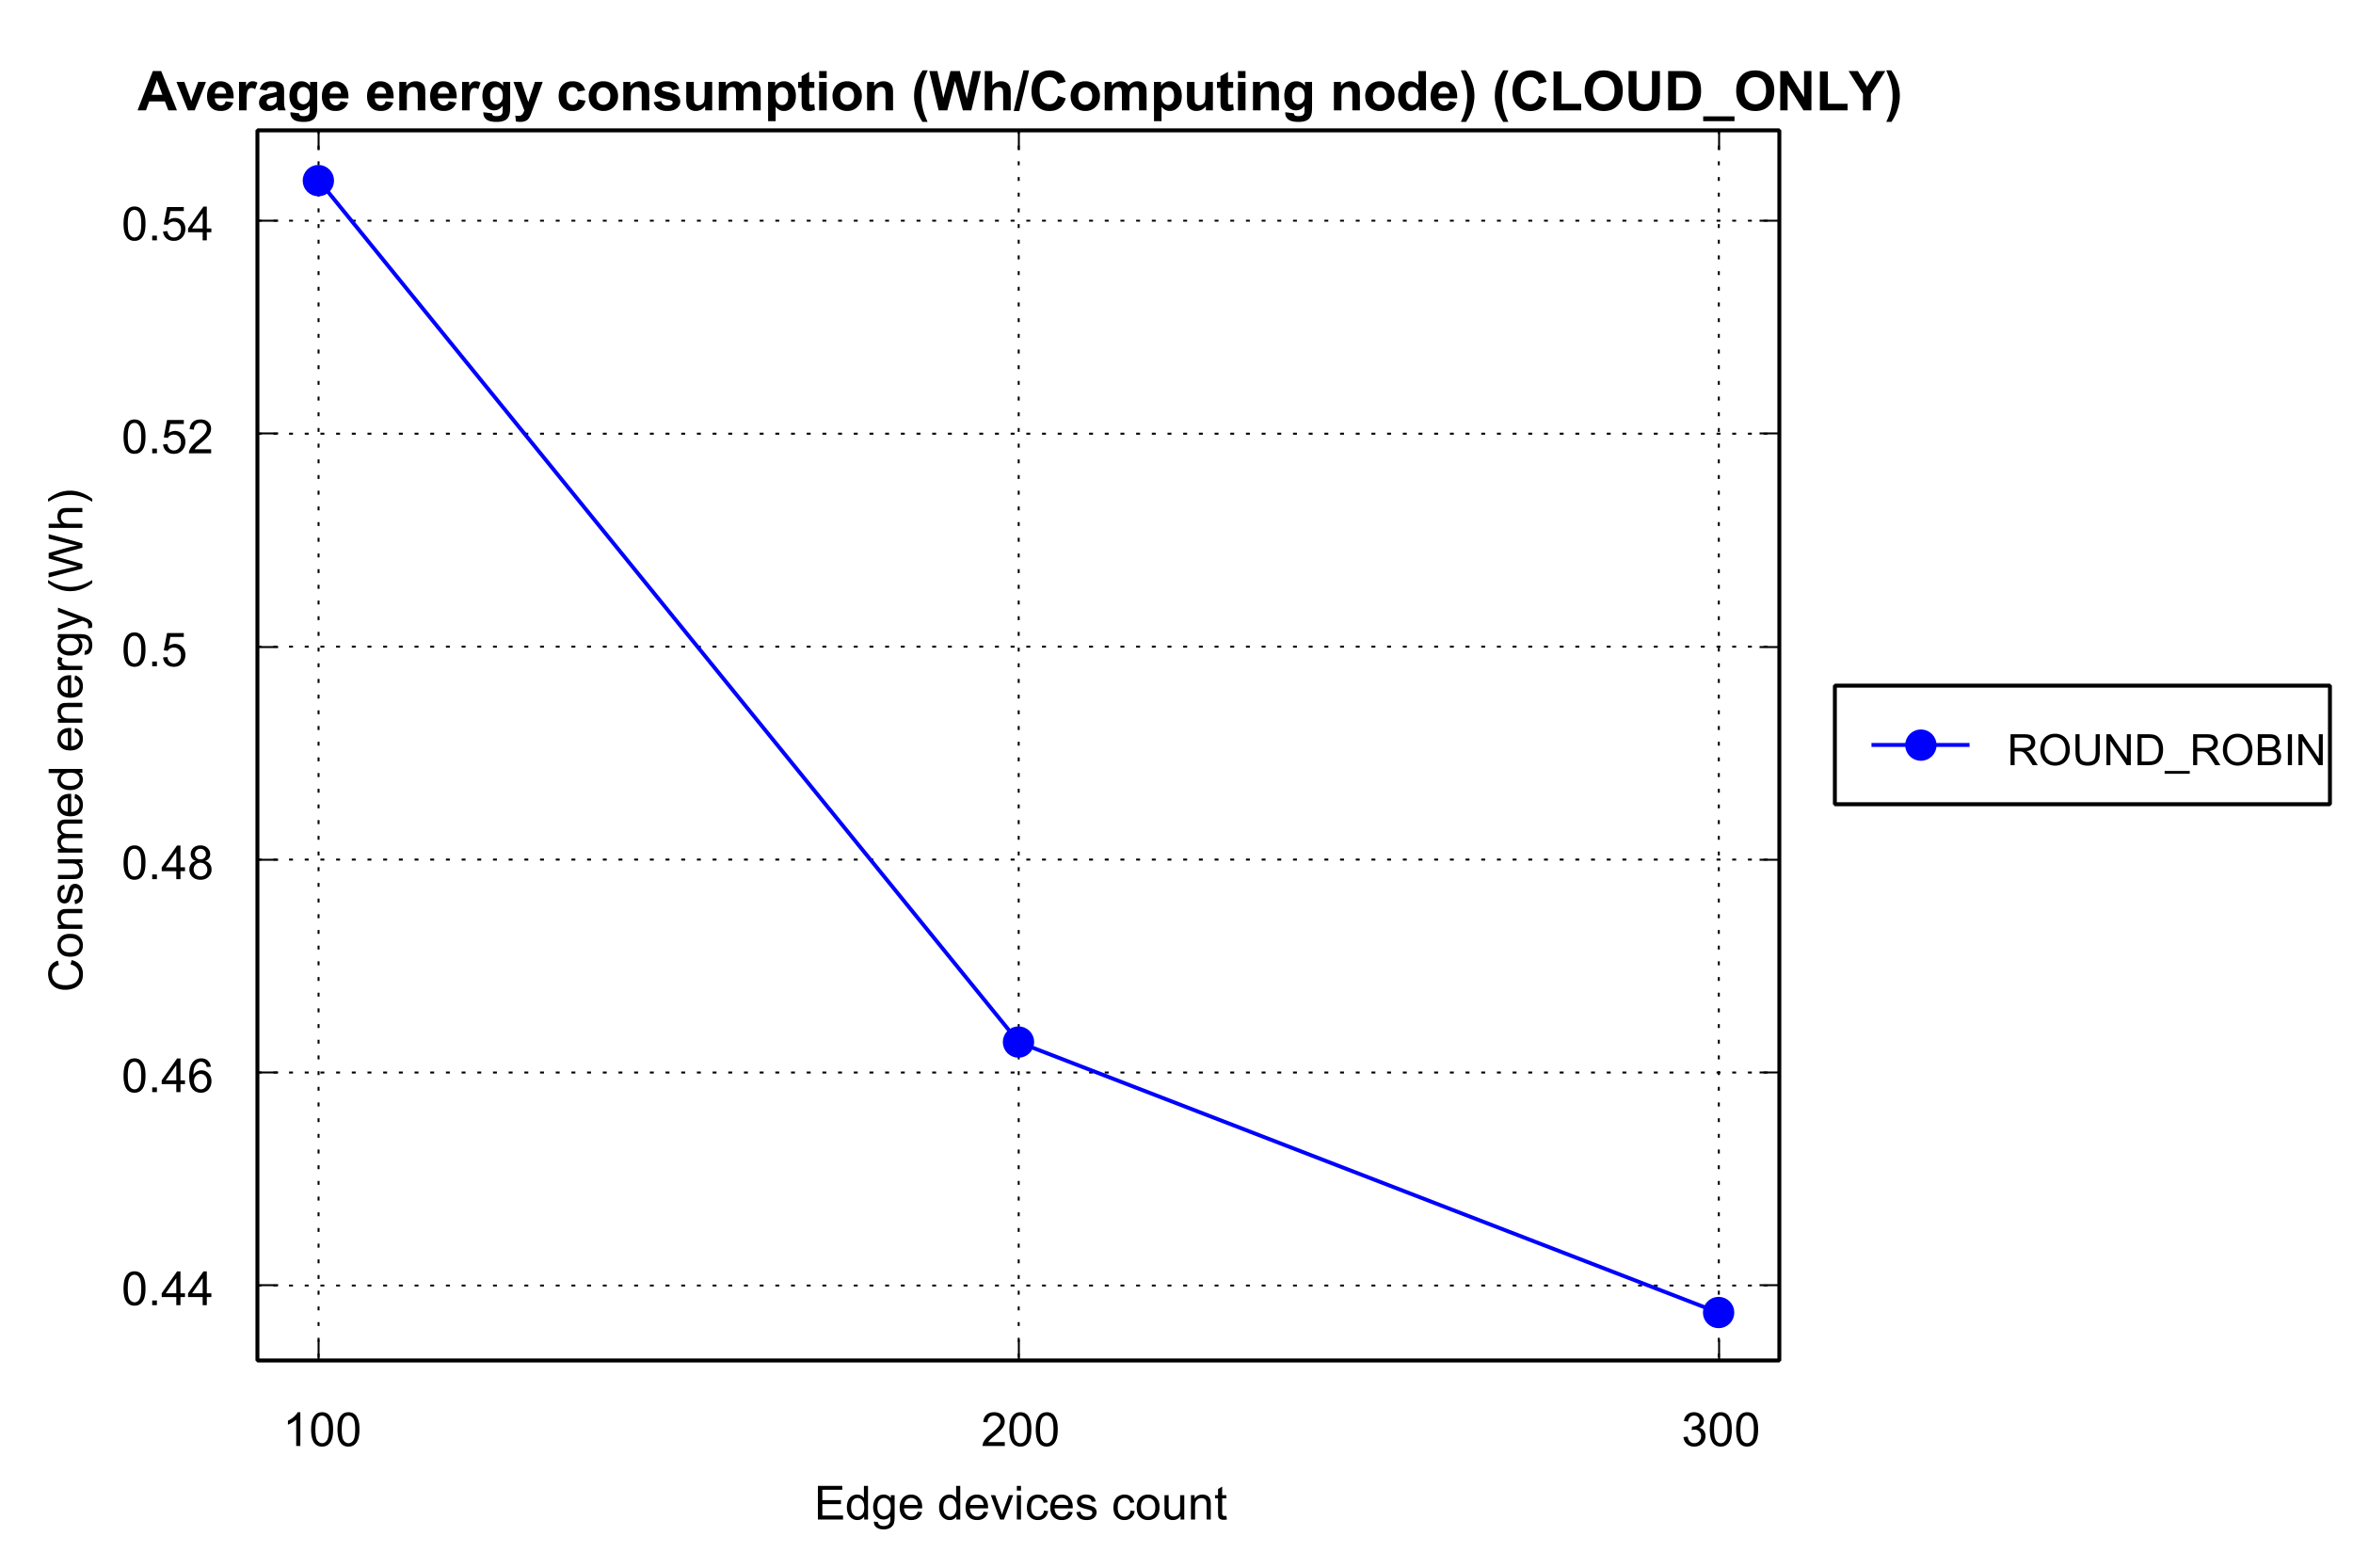 Average energy consumption (Wh/Computing node) (CLOUD_ONLY)
0.54
0.52
0.5
0.48
0.46
0.44
Consumed energy (Wh)
100
200
300
Edge devices count
ROUND_ROBIN